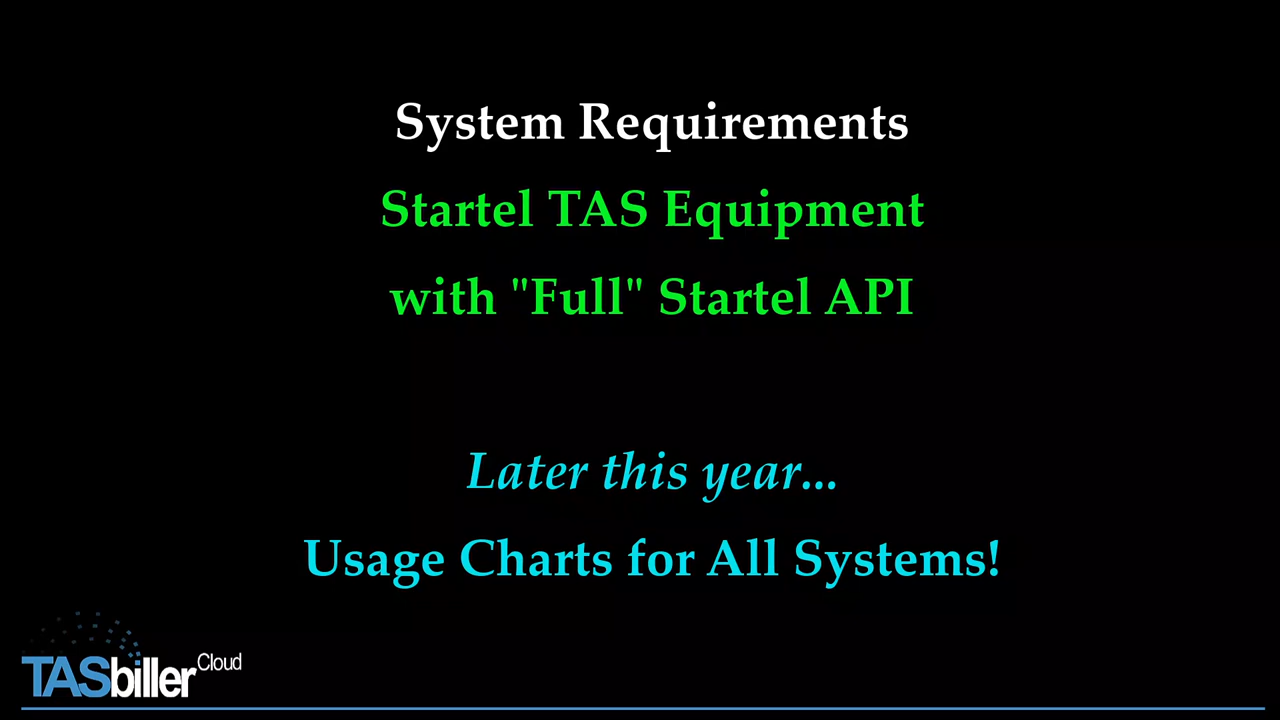 System Requirements
Startel TAS Equipment
with "Full" Startel API
Later this year...
Usage Charts for All Systems!
TASbiller Cloud